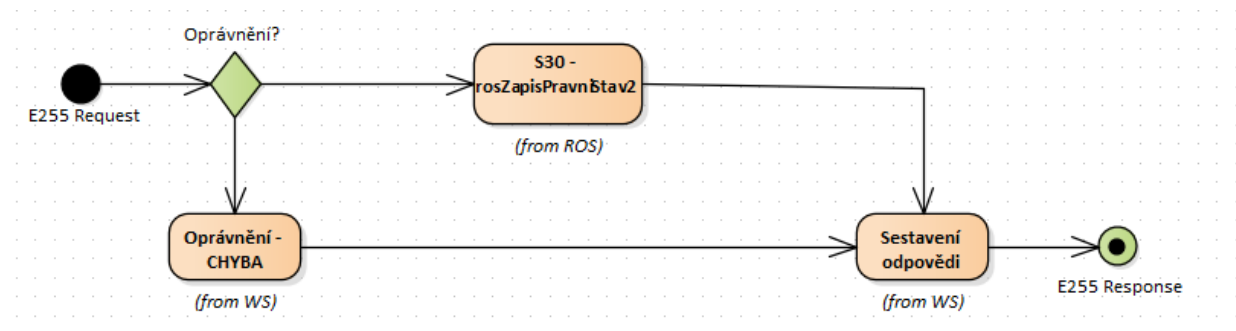 Oprávnění?
E255 Request
S30 -
rosZapisPravniStav2
(from ROS)
Oprávnění -
CHYBA
(from WS)
Sestavení
odpovědi
(from WS)
E255 Response